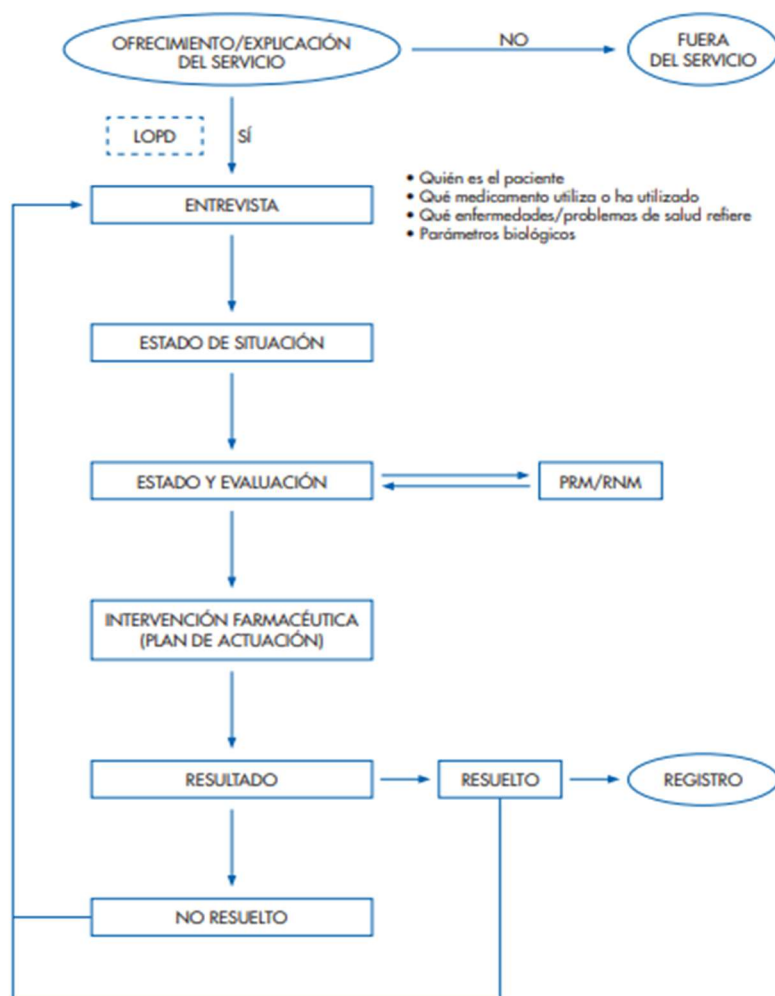 OFRECIMIENTO/EXPLICACIÓN
DEL SERVICIO
NO
FUERA
DEL SERVICIO
LOPD
SÍ
ENTREVISTA
• Quién es el paciente
• Qué medicamento utiliza o ha utilizado
• Qué enfermedades/problemas de salud refiere
• Parámetros biológicos
ESTADO DE SITUACIÓN
ESTADO Y EVALUACIÓN
PRM/RNM
INTERVENCIÓN FARMACÉUTICA
(PLAN DE ACTUACIÓN)
RESULTADO
RESUELTO
REGISTRO
NO RESUELTO